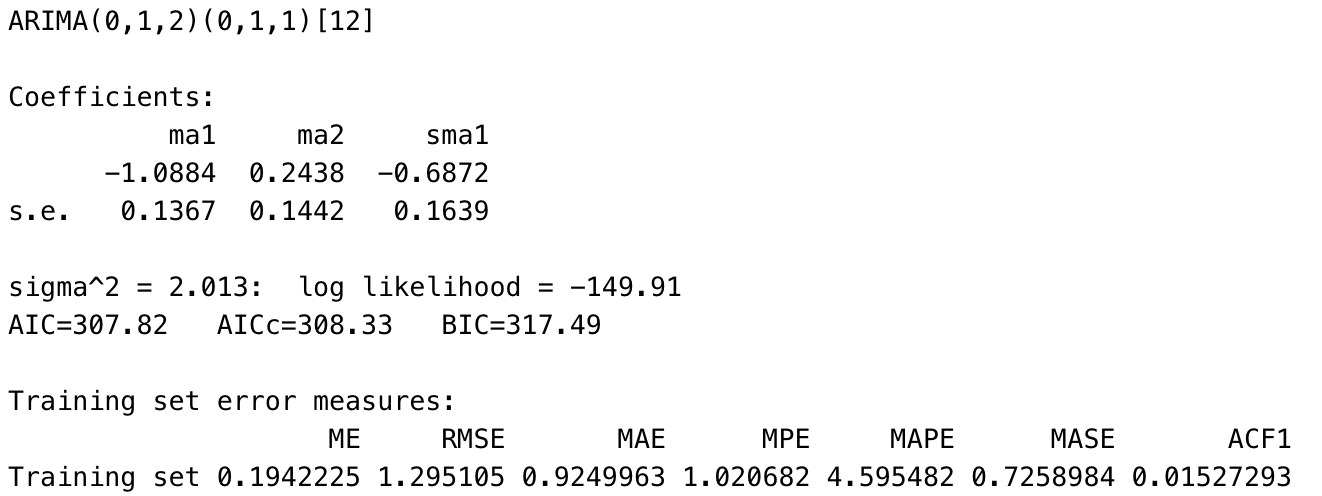 ARIMA(0,1,2)(0,1,1)[12]
Coefficients:
ma1 ma2 sma1
-1.0884 0.2438 -0.6872
s.e. 0.1367 0.1442 0.1639
sigma^2 = 2.013: log likelihood = -149.91
AIC=307.82 AICc=308.33 BIC=317.49
Training set error measures:
ME RMSE MAE MPE MAPE MASE ACF1
Training set 0.1942225 1.295105 0.9249963 1.020682 4.595482 0.7258984 0.01527293